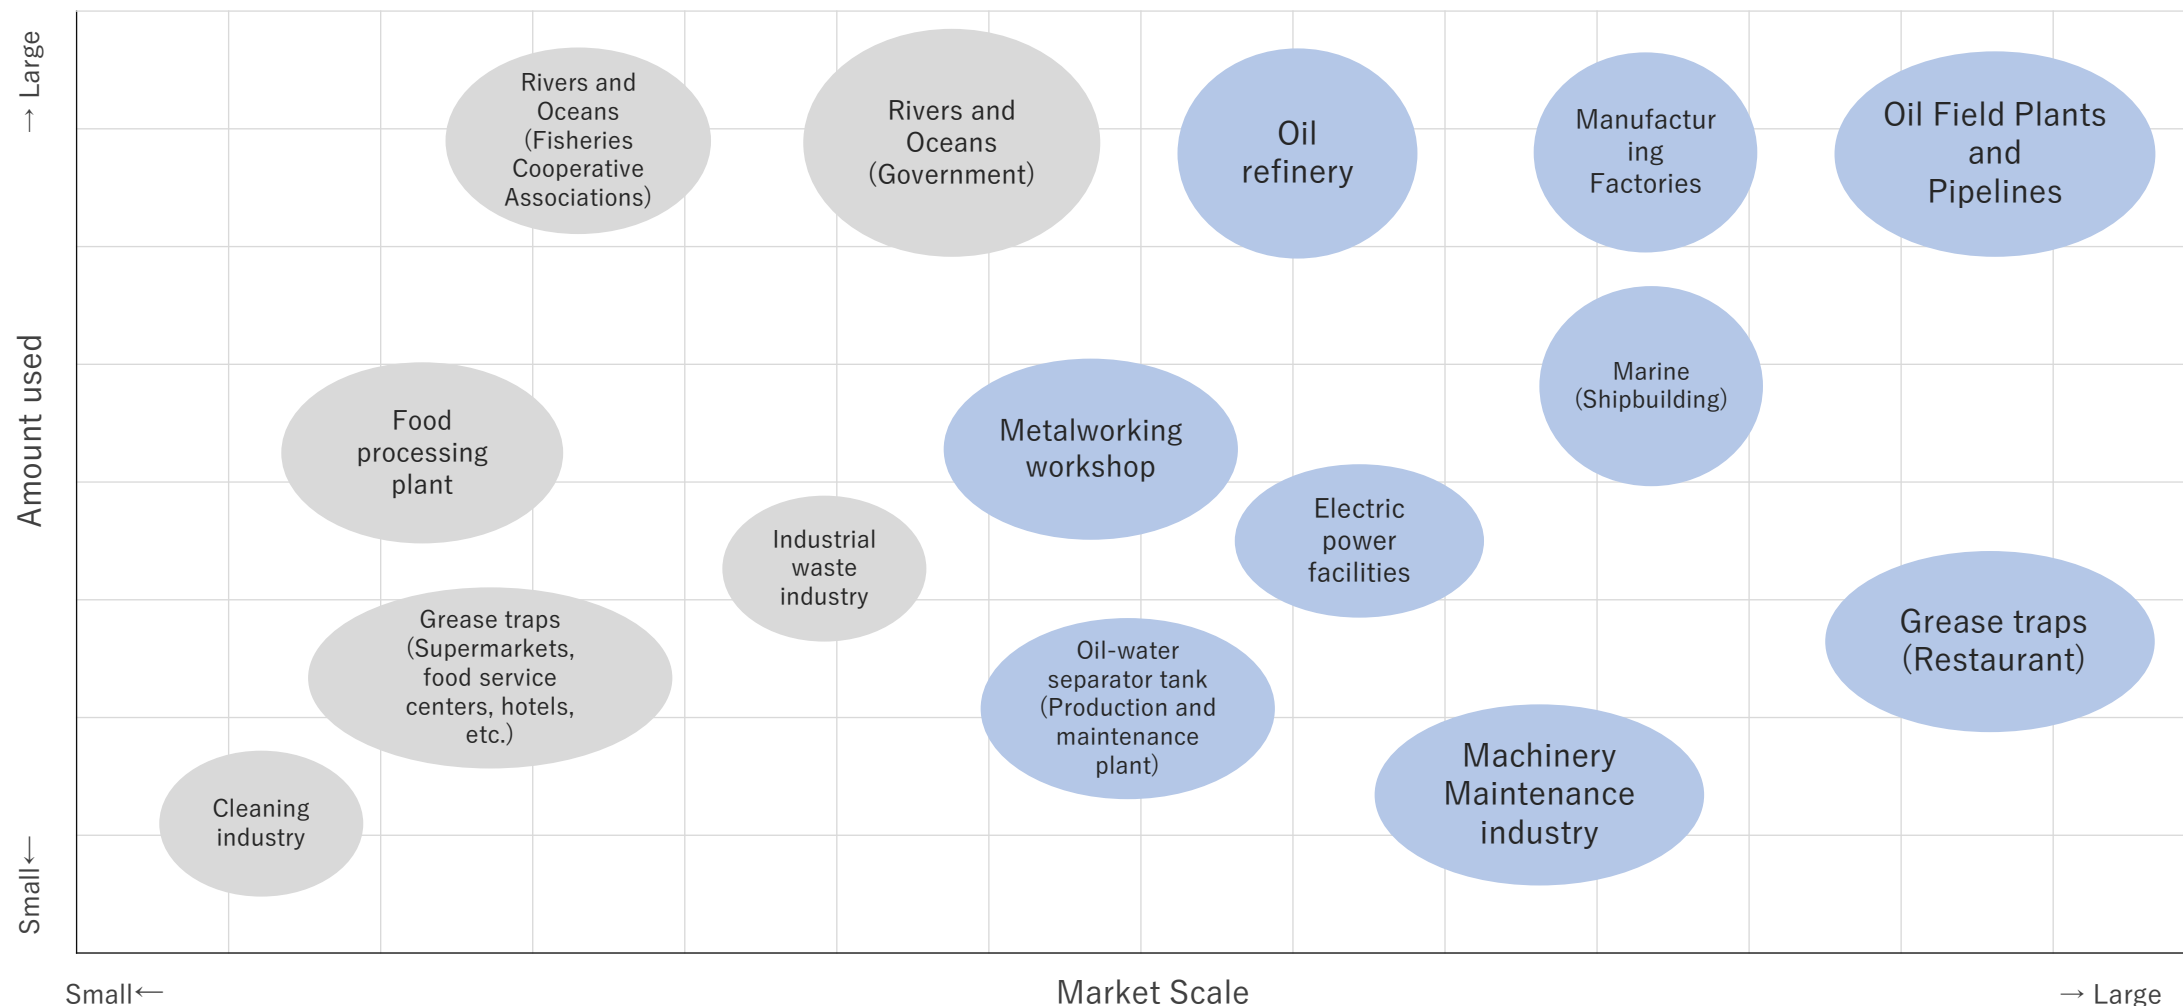 → Large
Amount used
Small←
Rivers and
Oceans
(Fisheries
Cooperative
Associations)
Rivers and
Oceans
(Government)
Oil
refinery
Manufactur
ing
Factories
Oil Field Plants
and
Pipelines
Marine
(Shipbuilding)
Food
processing
plant
Metalworking
workshop
Electric
power
facilities
Industrial
waste
industry
Grease traps
(Supermarkets,
food service
centers, hotels,
etc.)
Oil-water
separator tank
(Production and
maintenance
plant)
Grease traps
(Restaurant)
Machinery
Maintenance
industry
Cleaning
industry
Small←
Market Scale
→ Large